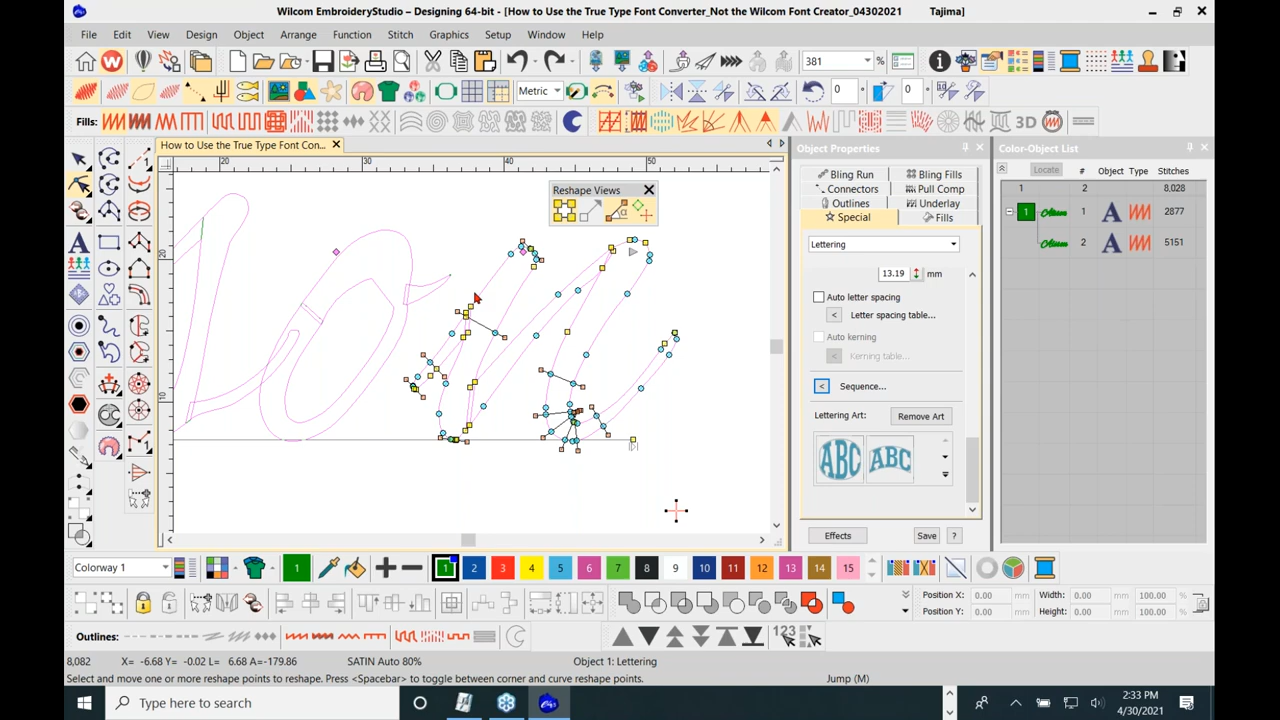 Wilcom EmbroideryStudio – Designing 64-bit - [How to Use the True Type Font Converter_Not the Wilcom Font Creator_04302021 Tajima]
File Edit View Design Object Arrange Function Stitch Graphics Setup Window Help
381 %
Metric 0 0
Fills: 3D
How to Use the True Type Font Con...
20 30 40 50
20
10
Reshape Views
Object Properties
Bling Run Bling Fills
Connectors Pull Comp
Outlines Underlay
Special Fills
Lettering
13.19 mm
Auto letter spacing
< Letter spacing table...
Auto kerning
< Kerning table...
< Sequence...
Lettering Art: Remove Art
ABC ABC
Effects Save ?
Color-Object List
Locate # Object Type Stitches
1 2 8,028
1 1 A 2877
2 A 5151
Colorway 1 1 1 2 3 4 5 6 7 8 9 10 11 12 13 14 15
Position X: 0.00 mm Width: 0.00 mm 100.00 %
Position Y: 0.00 mm Height: 0.00 mm 100.00 %
Outlines: 123
8,082 X= -6.68 Y= -0.02 L= 6.68 A=-179.86 SATIN Auto 80% Object 1: Lettering
Select and move one or more reshape points to reshape. Press <Spacebar> to toggle between corner and curve reshape points. Jump (M)
Type here to search
2:33 PM
4/30/2021